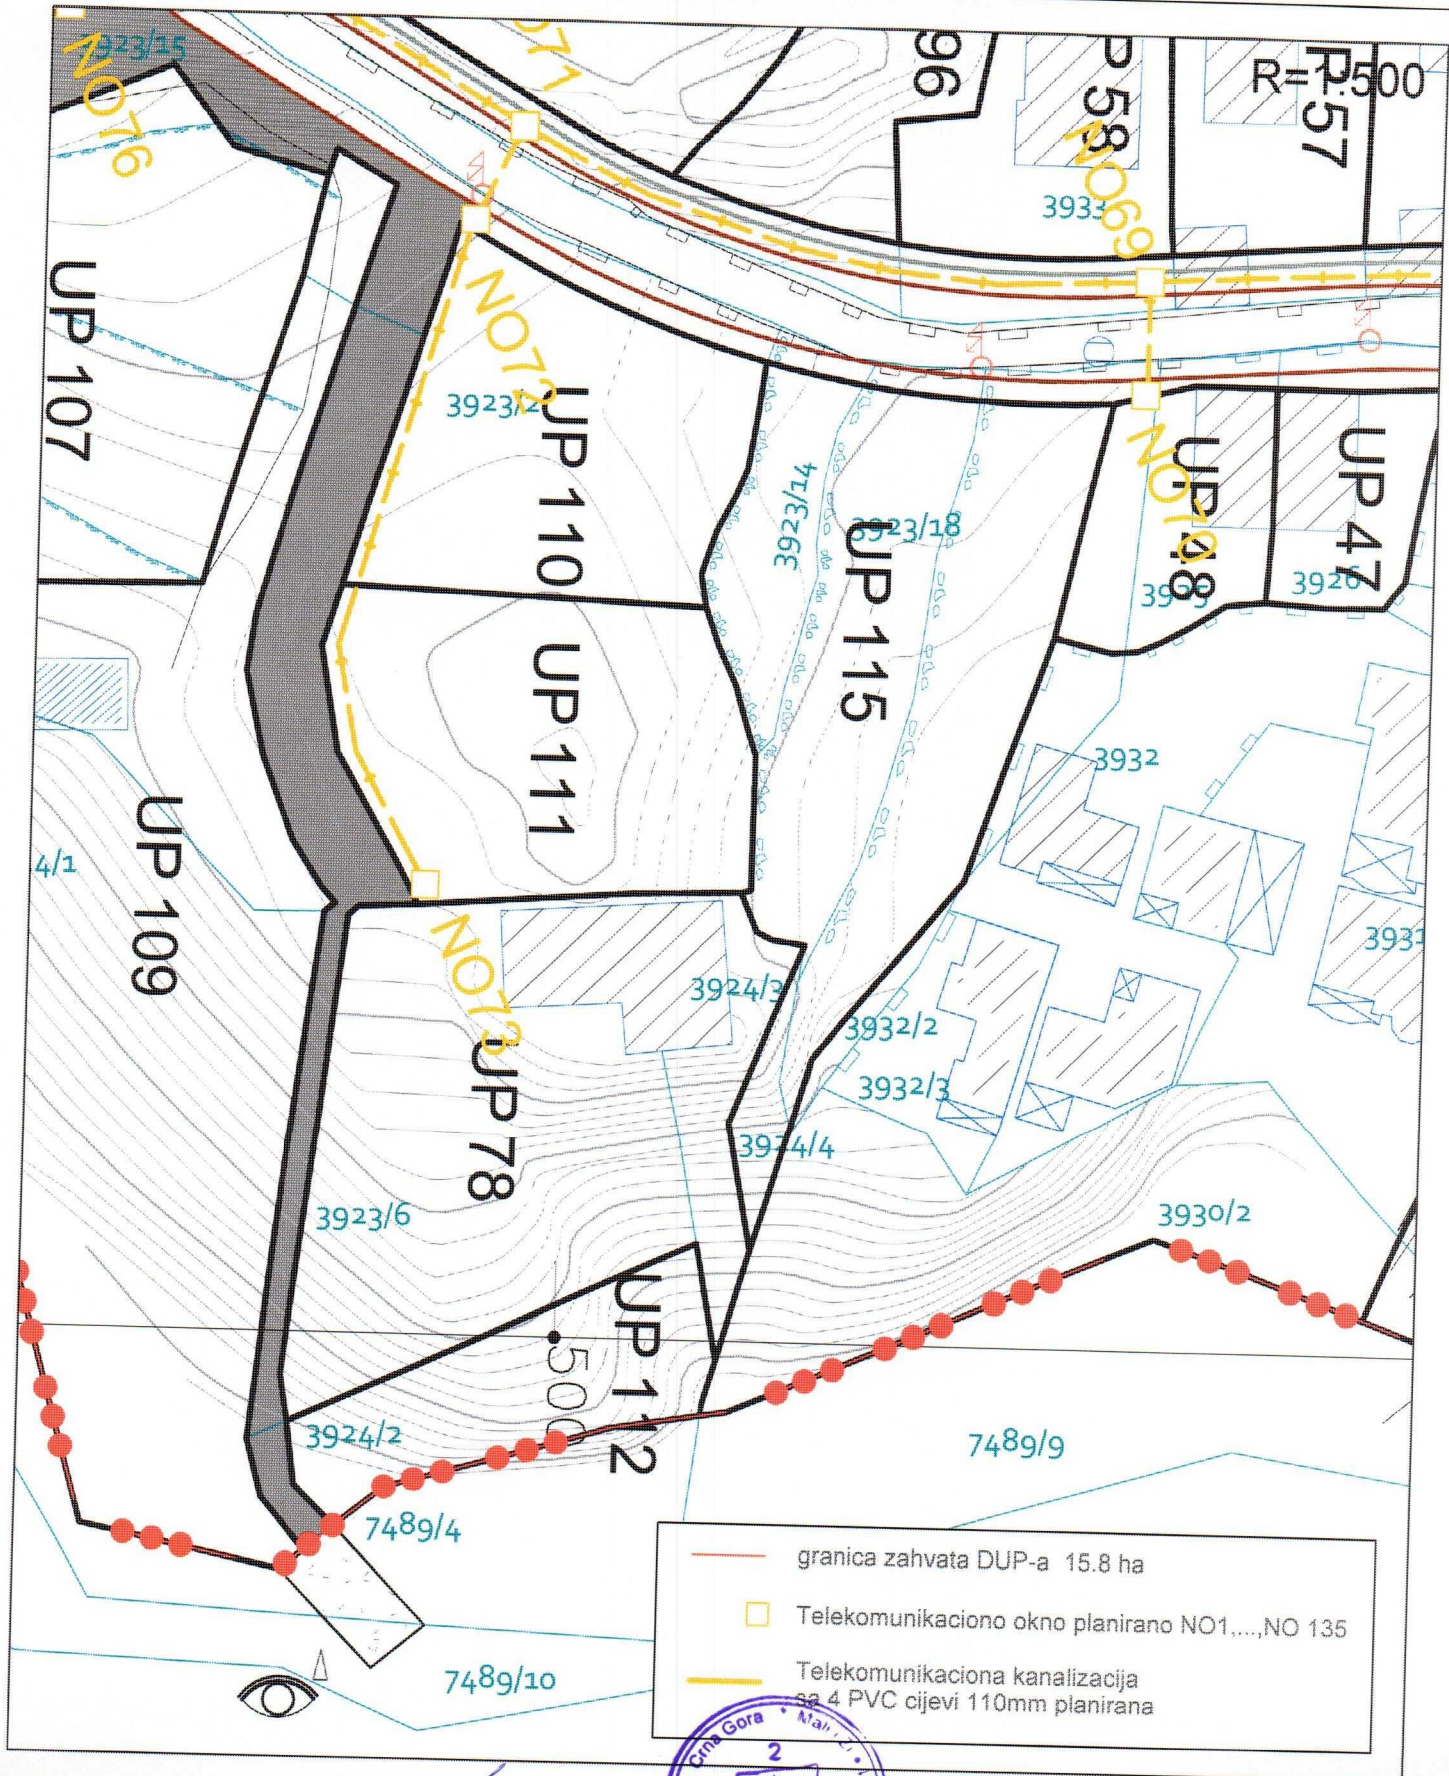 3923/15
NO76
NO71
96
P 58
R=1:500
P57
3933
NO69
UP 107
NO72
3923/2
UP 110
3923/14
3923/18
UP 115
NO70
UP 48
UP 47
3926
UP 111
3932
4/1
UP 109
NO73
3924/3
3932/2
3932/3
UP 78
3924/4
3923/6
3930/2
UP 112
3924/2
7489/9
7489/4
7489/10
granica zahvata DUP-a 15.8 ha
Telekomunikaciono okno planirano NO1,...,NO 135
Telekomunikaciona kanalizacija
sa 4 PVC cijevi 110mm planirana
Crna Gora
2